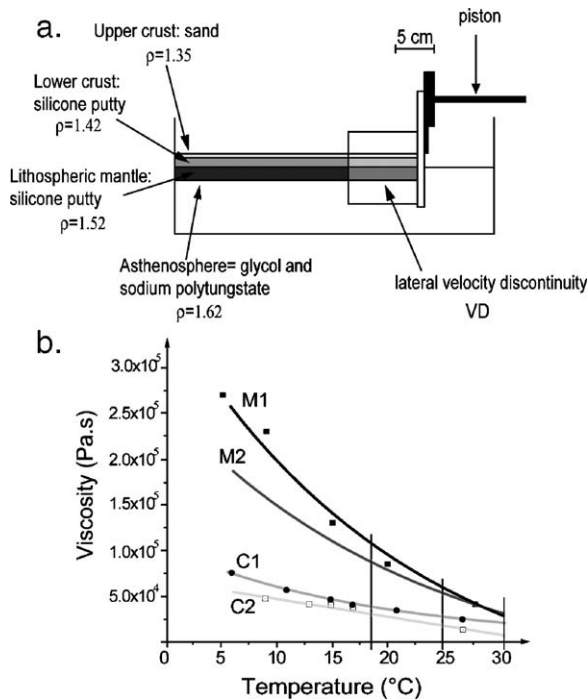 a.
5 cm
piston
Upper crust: sand
ρ=1.35
Lower crust:
silicone putty
ρ=1.42
Lithospheric mantle:
silicone putty
ρ=1.52
Asthenosphere= glycol and
sodium polytungstate
ρ=1.62
lateral velocity discontinuity
VD
b.
Viscosity (Pa.s)
3.0x10⁵
2.5x10⁵
2.0x10⁵
1.5x10⁵
1.0x10⁵
5.0x10⁴
M1
M2
C1
C2
0 5 10 15 20 25 30
Temperature (°C)